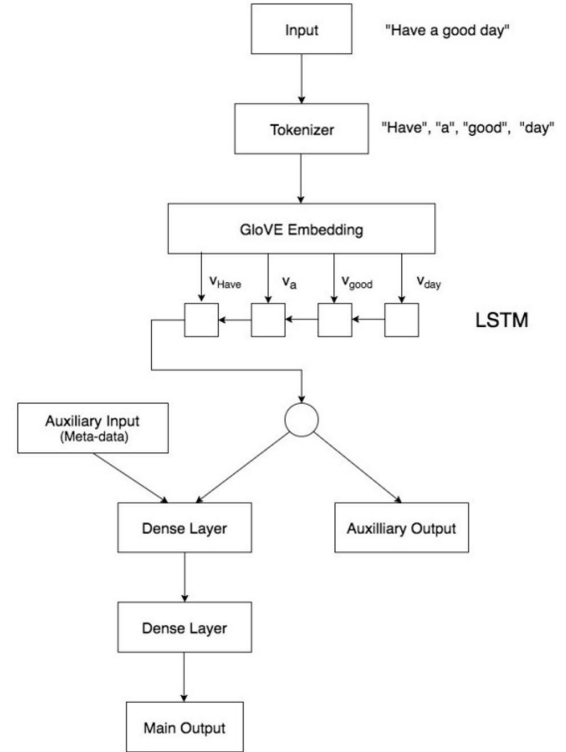 Input
"Have a good day"
Tokenizer
"Have", "a", "good", "day"
GloVE Embedding
vHave
va
vgood
vday
LSTM
Auxiliary Input
(Meta-data)
Dense Layer
Auxilliary Output
Dense Layer
Main Output